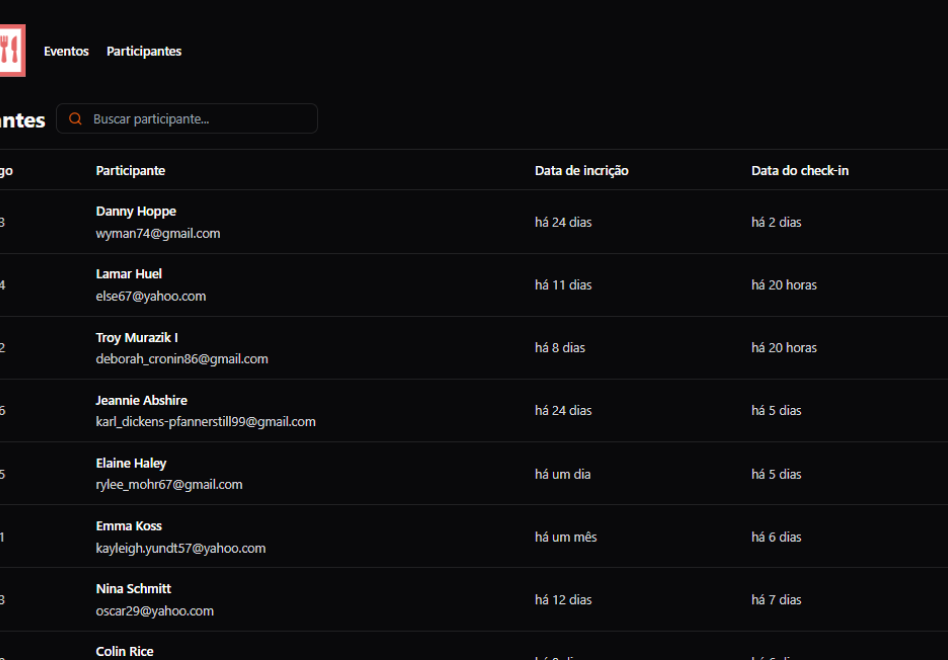 Eventos Participantes
antes Buscar participante...
go Participante Data de incrição Data do check-in
Danny Hoppe
3 wyman74@gmail.com há 24 dias há 2 dias
Lamar Huel
4 else67@yahoo.com há 11 dias há 20 horas
Troy Murazik I
2 deborah_cronin86@gmail.com há 8 dias há 20 horas
Jeannie Abshire
6 karl_dickens-pfannerstill99@gmail.com há 24 dias há 5 dias
Elaine Haley
5 rylee_mohr67@gmail.com há um dia há 5 dias
Emma Koss
1 kayleigh.yundt57@yahoo.com há um mês há 6 dias
Nina Schmitt
3 oscar29@yahoo.com há 12 dias há 7 dias
Colin Rice